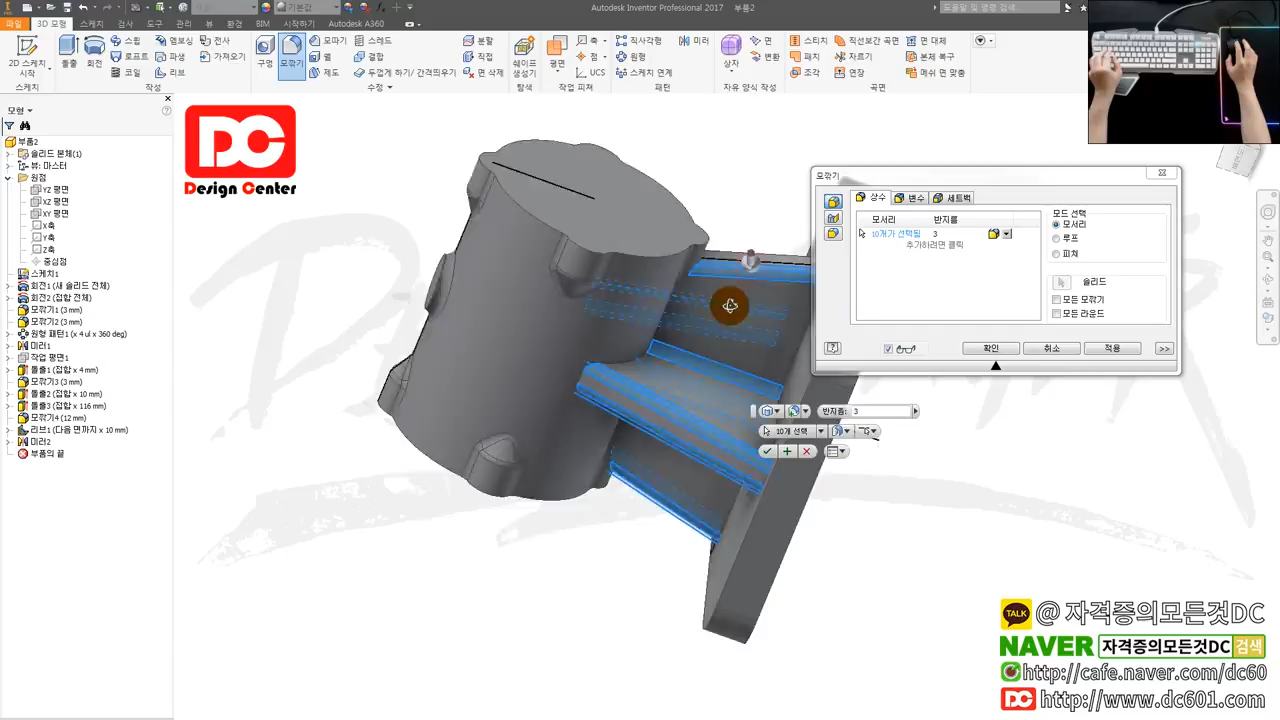 Autodesk Inventor Professional 2017 부품2
도움말 및 명령 검색
파일 3D 모형 스케치 검사 도구 관리 뷰 환경 BIM 시작하기 Autodesk A360
2D 스케치 시작
돌출 회전
스윕 엠보싱 전사
로프트 파생 가져오기
코일 리브
구멍 모깎기
모따기 스레드
쉘 결합
제도 두껍게 하기/ 간격띄우기
분할
직접
면 삭제
쉐이프 생성기
평면
축
점
UCS
직사각형 미러
원형
스케치 연계
상자
면
변환
스티치 직선보간 곡면 면 대체
패치 자르기 본체 복구
조각 연장 메쉬 면 맞춤
스케치 작성 수정 탐색 작업 피쳐 패턴 자유 양식 작성 곡면
모형
부품2
솔리드 본체(1)
뷰: 마스터
원점
YZ 평면
XZ 평면
XY 평면
X축
Y축
Z축
중심점
스케치1
회전1 (새 솔리드 전체)
회전2 (접합 전체)
모깎기1 (3 mm)
모깎기2 (3 mm)
원형 패턴1 (x 4 ul x 360 deg)
미러1
작업 평면1
돌출1 (접합 x 4 mm)
모깎기3 (3 mm)
돌출2 (접합 x 10 mm)
돌출3 (접합 x 116 mm)
모깎기4 (12 mm)
리브1 (다음 면까지 x 10 mm)
미러2
부품의 끝
DC
Design Center
모깎기
상수 변수 세트백
모서리 반지름
10개가 선택됨 3
추가하려면 클릭
모드 선택
모서리
루프
피쳐
솔리드
모든 모깎기
모든 라운드
확인 취소 적용 >>
반지름: 3
10개 선택
TALK @ 자격증의모든것DC
NAVER 자격증의모든것DC 검색
http://cafe.naver.com/dc60
DC http://www.dc601.com